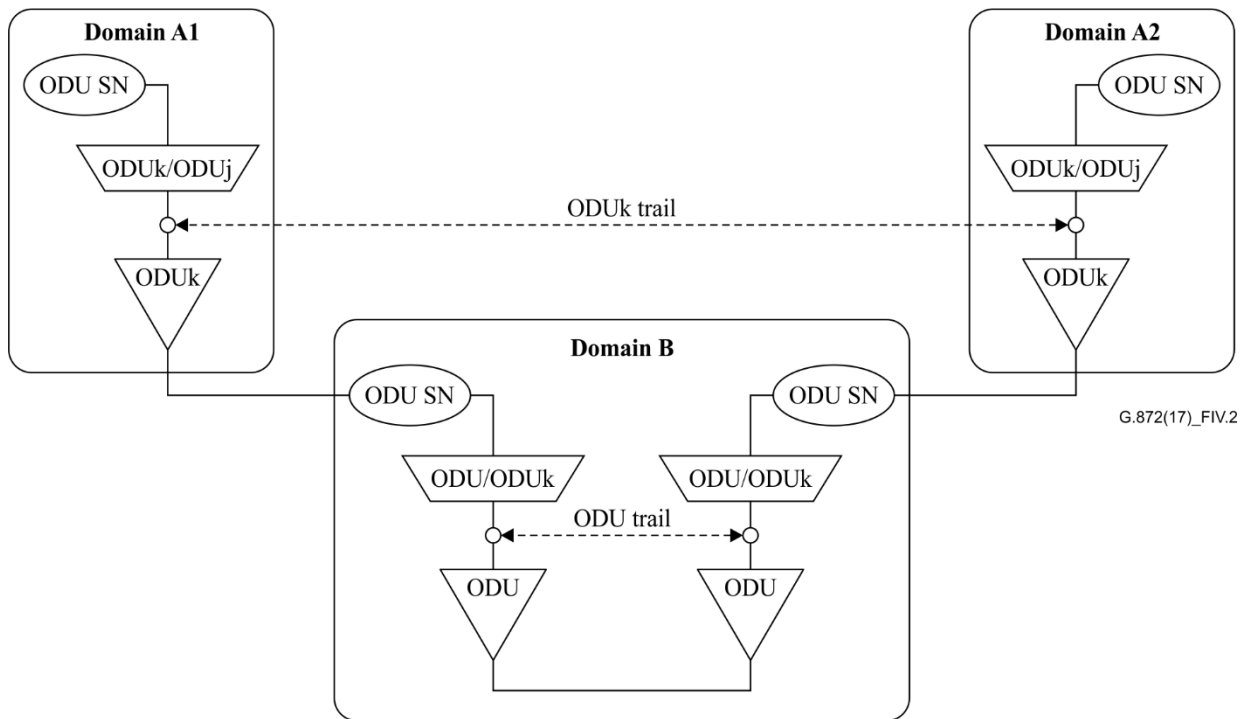 Domain A1
Domain A2
ODU SN
ODU SN
ODUk/ODUj
ODUk/ODUj
ODUk trail
ODUk
ODUk
Domain B
ODU SN
ODU SN
G.872(17)_FIV.2
ODU/ODUk
ODU/ODUk
ODU trail
ODU
ODU